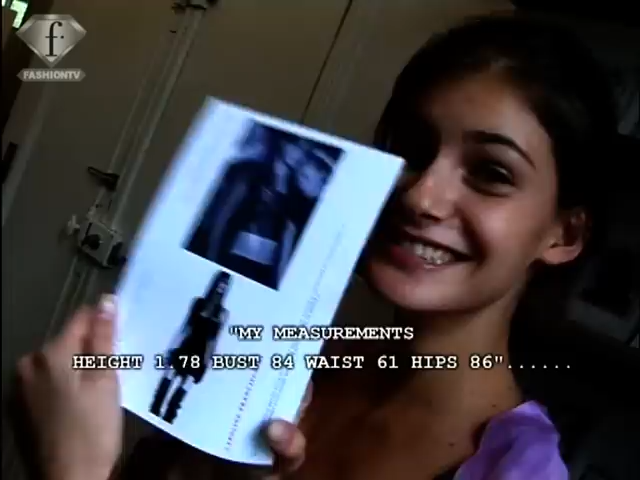 f
FASHIONTV
"MY MEASUREMENTS
HEIGHT 1.78 BUST 84 WAIST 61 HIPS 86"......